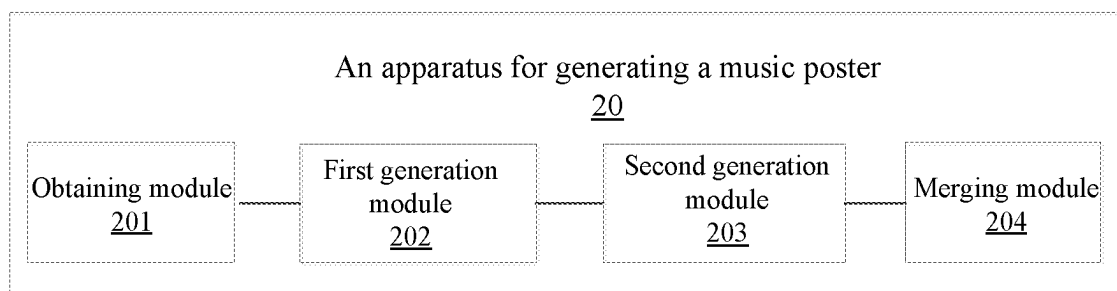 An apparatus for generating a music poster
20
Obtaining module
201
First generation
module
202
Second generation
module
203
Merging module
204